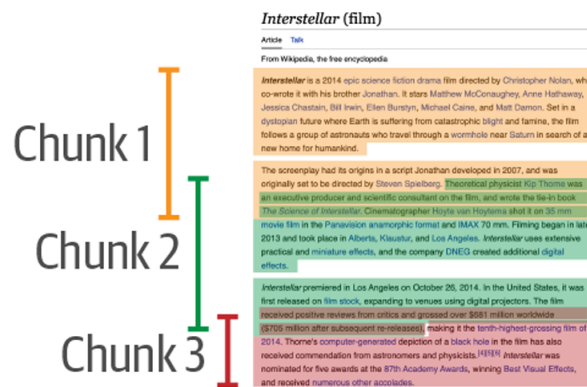 Interstellar (film)
Article Talk
From Wikipedia, the free encyclopedia
Interstellar is a 2014 epic science fiction drama film directed by Christopher Nolan, wh
co-wrote it with his brother Jonathan. It stars Matthew McConaughey, Anne Hathaway,
Jessica Chastain, Bill Irwin, Ellen Burstyn, Michael Caine, and Matt Damon. Set in a
dystopian future where Earth is suffering from catastrophic blight and famine, the film
follows a group of astronauts who travel through a wormhole near Saturn in search of a
new home for humankind.
Chunk 1
The screenplay had its origins in a script Jonathan developed in 2007, and was
originally set to be directed by Steven Spielberg. Theoretical physicist Kip Thorne was
an executive producer and scientific consultant on the film, and wrote the tie-in book
The Science of Interstellar. Cinematographer Hoyte van Hoytema shot it on 35 mm
movie film in the Panavision anamorphic format and IMAX 70 mm. Filming began in late
2013 and took place in Alberta, Klaustur, and Los Angeles. Interstellar uses extensive
practical and miniature effects, and the company DNEG created additional digital
effects.
Chunk 2
Interstellar premiered in Los Angeles on October 26, 2014. In the United States, it was
first released on film stock, expanding to venues using digital projectors. The film
received positive reviews from critics and grossed over $681 million worldwide
($705 million after subsequent re-releases), making it the tenth-highest-grossing film of
2014. Thorne's computer-generated depiction of a black hole in the film has also
received commendation from astronomers and physicists.[4][5][6] Interstellar was
nominated for five awards at the 87th Academy Awards, winning Best Visual Effects,
and received numerous other accolades.
Chunk 3